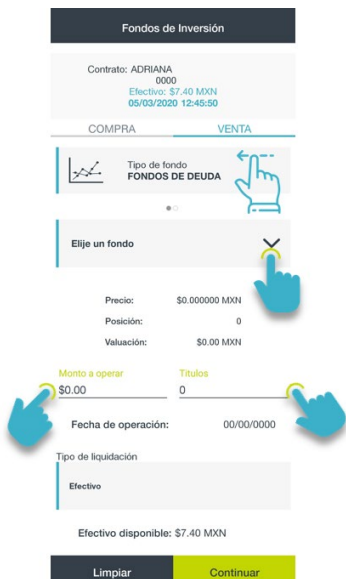 Fondos de Inversión
Contrato: ADRIANA
0000
Efectivo: $7.40 MXN
05/03/2020 12:45:50
COMPRA VENTA
Tipo de fondo
FONDOS DE DEUDA
Elije un fondo
Precio: $0.000000 MXN
Posición: 0
Valuación: $0.00 MXN
Monto a operar Titulos
$0.00 0
Fecha de operación: 00/00/0000
Tipo de liquidación
Efectivo
Efectivo disponible: $7.40 MXN
Limpiar Continuar